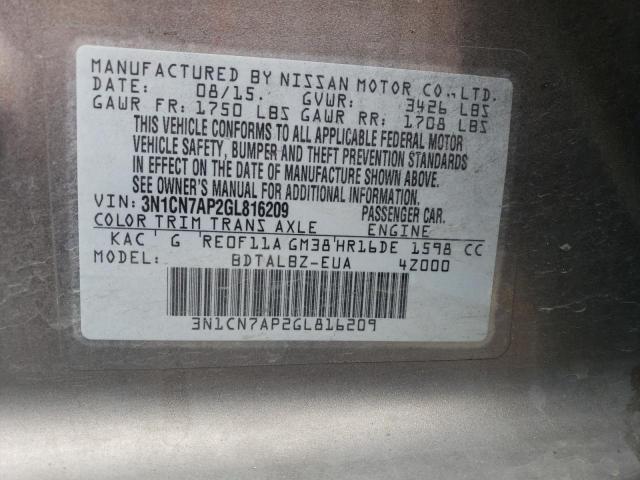 MANUFACTURED BY NISSAN MOTOR CO.,LTD.
DATE: 08/15. GVWR: 3426 LBS
GAWR FR: 1750 LBS GAWR RR: 1708 LBS
THIS VEHICLE CONFORMS TO ALL APPLICABLE FEDERAL MOTOR
VEHICLE SAFETY, BUMPER AND THEFT PREVENTION STANDARDS
IN EFFECT ON THE DATE OF MANUFACTURE SHOWN ABOVE.
SEE OWNER'S MANUAL FOR ADDITIONAL INFORMATION.
VIN: 3N1CN7AP2GL816209 PASSENGER CAR.
COLOR TRIM TRANS AXLE ENGINE
KAC G RE0F11A GM38 HR16DE 1598 CC
MODEL: BDTALBZ-EUA 4Z000
3N1CN7AP2GL816209